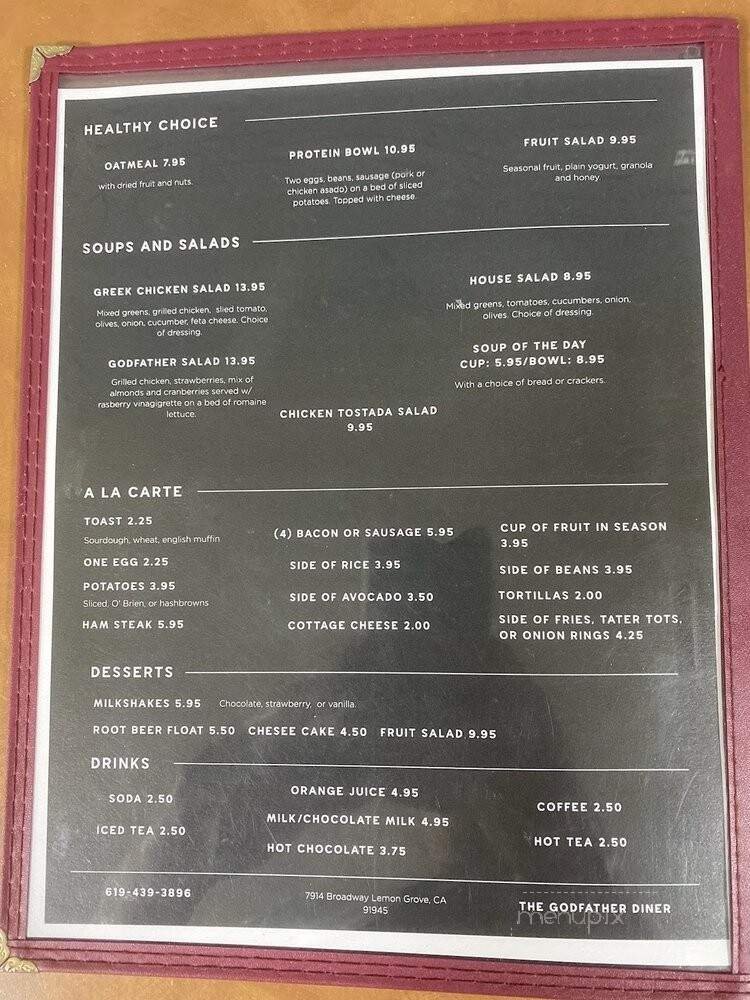 HEALTHY CHOICE
OATMEAL 7.95
with dried fruit and nuts.
PROTEIN BOWL 10.95
Two eggs, beans, sausage (pork or
chicken asado) on a bed of sliced
potatoes. Topped with cheese.
FRUIT SALAD 9.95
Seasonal fruit, plain yogurt, granola
and honey.
SOUPS AND SALADS
GREEK CHICKEN SALAD 13.95
Mixed greens, grilled chicken, slied tomato,
olives, onion, cucumber, feta cheese. Choice
of dressing.
HOUSE SALAD 8.95
Mixed greens, tomatoes, cucumbers, onion,
olives. Choice of dressing.
GODFATHER SALAD 13.95
Grilled chicken, strawberries, mix of
almonds and cranberries served w/
rasberry vinagigrette on a bed of romaine
lettuce.
SOUP OF THE DAY
CUP: 5.95/BOWL: 8.95
With a choice of bread or crackers.
CHICKEN TOSTADA SALAD
9.95
A LA CARTE
TOAST 2.25
Sourdough, wheat, english muffin
ONE EGG 2.25
POTATOES 3.95
Sliced, O' Brien, or hashbrowns
HAM STEAK 5.95
(4) BACON OR SAUSAGE 5.95
SIDE OF RICE 3.95
SIDE OF AVOCADO 3.50
COTTAGE CHEESE 2.00
CUP OF FRUIT IN SEASON
3.95
SIDE OF BEANS 3.95
TORTILLAS 2.00
SIDE OF FRIES, TATER TOTS,
OR ONION RINGS 4.25
DESSERTS
MILKSHAKES 5.95 Chocolate, strawberry, or vanilla.
ROOT BEER FLOAT 5.50 CHESEE CAKE 4.50 FRUIT SALAD 9.95
DRINKS
SODA 2.50
ICED TEA 2.50
ORANGE JUICE 4.95
MILK/CHOCOLATE MILK 4.95
HOT CHOCOLATE 3.75
COFFEE 2.50
HOT TEA 2.50
619-439-3896
7914 Broadway Lemon Grove, CA
91945
THE GODFATHER DINER
menupix